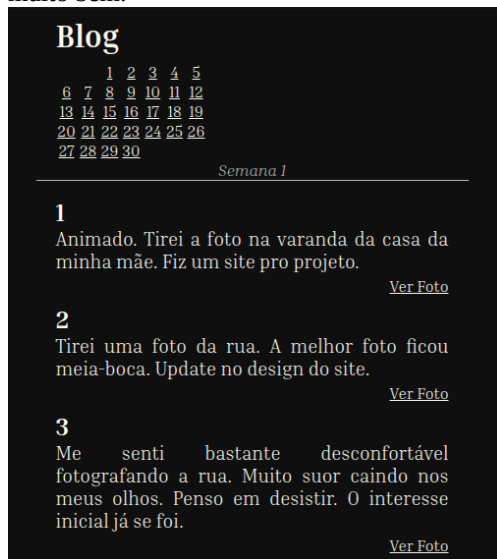 Blog
1 2 3 4 5
6 7 8 9 10 11 12
13 14 15 16 17 18 19
20 21 22 23 24 25 26
27 28 29 30
Semana 1
1
Animado. Tirei a foto na varanda da casa da
minha mãe. Fiz um site pro projeto.
Ver Foto
2
Tirei uma foto da rua. A melhor foto ficou
meia-boca. Update no design do site.
Ver Foto
3
Me senti bastante desconfortável
fotografando a rua. Muito suor caindo nos
meus olhos. Penso em desistir. O interesse
inicial já se foi.
Ver Foto